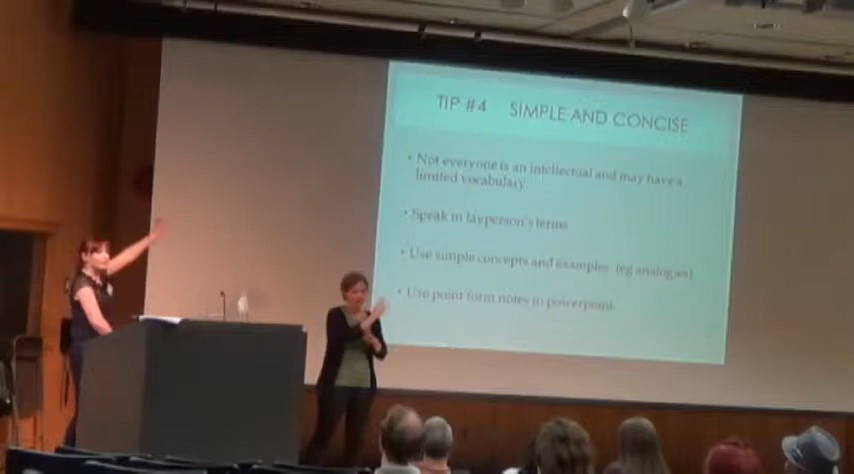 TIP #4 SIMPLE AND CONCISE
• Not everyone is an intellectual and may have a
limited vocabulary.
• Speak in layperson's terms
• Use simple concepts and examples (eg analogies)
• Use point form notes in powerpoint.